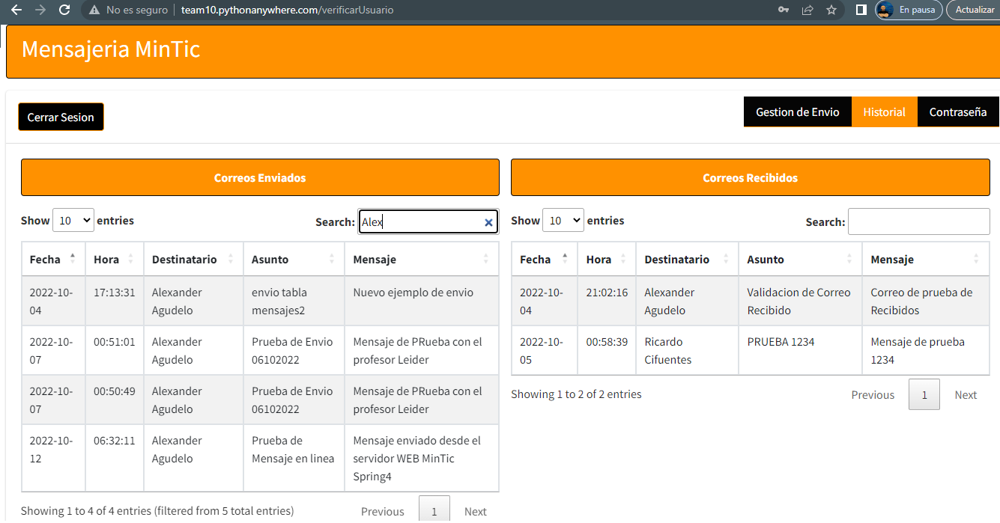 No es seguro team10.pythonanywhere.com/verificarUsuario En pausa Actualizar
Mensajeria MinTic
Cerrar Sesion
Gestion de Envio Historial Contraseña
Correos Enviados
Show 10 entries Search: Alex
Fecha Hora Destinatario Asunto Mensaje
2022-10- 17:13:31 Alexander envio tabla Nuevo ejemplo de envio
04 Agudelo mensajes2
2022-10- 00:51:01 Alexander Prueba de Envio Mensaje de PRueba con el
07 Agudelo 06102022 profesor Leider
2022-10- 00:50:49 Alexander Prueba de Envio Mensaje de PRueba con el
07 Agudelo 06102022 profesor Leider
2022-10- 06:32:11 Alexander Prueba de Mensaje enviado desde el
12 Agudelo Mensaje en linea servidor WEB MinTic
Spring4
Showing 1 to 4 of 4 entries (filtered from 5 total entries) Previous 1 Next
Correos Recibidos
Show 10 entries Search:
Fecha Hora Destinatario Asunto Mensaje
2022-10- 21:02:16 Alexander Validacion de Correo Correo de prueba de
04 Agudelo Recibido Recibidos
2022-10- 00:58:39 Ricardo PRUEBA 1234 Mensaje de prueba
05 Cifuentes 1234
Showing 1 to 2 of 2 entries Previous 1 Next